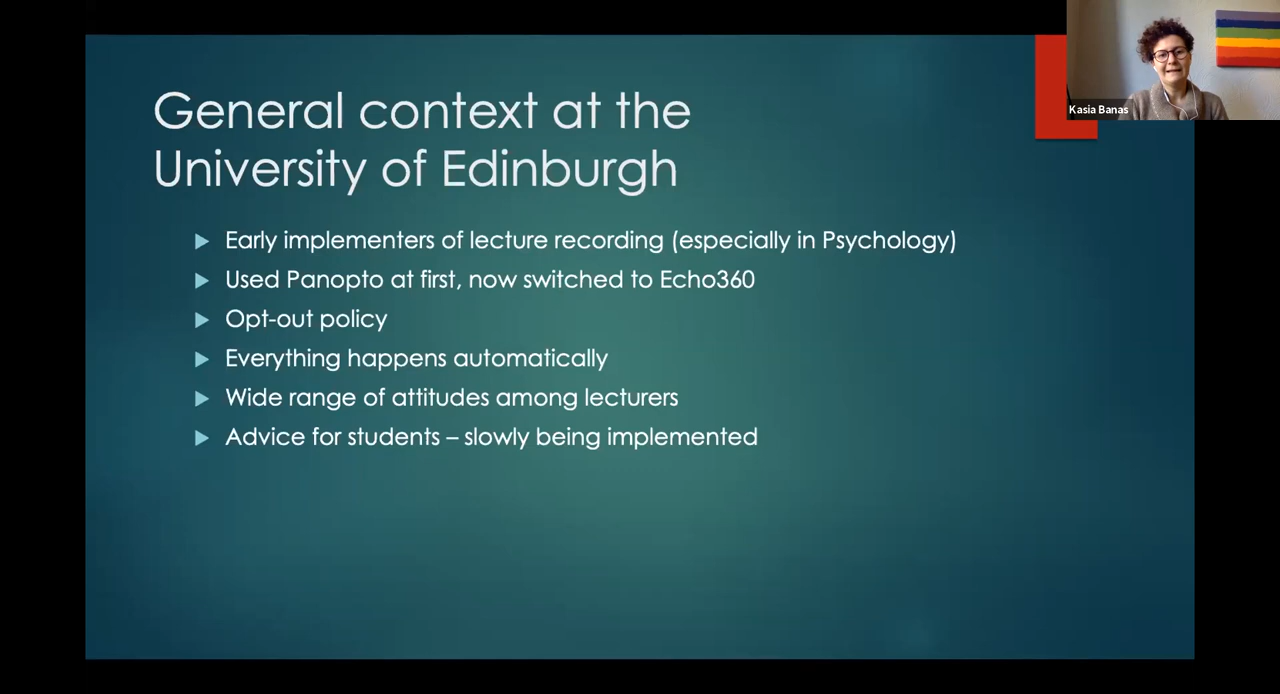 General context at the
University of Edinburgh
Early implementers of lecture recording (especially in Psychology)
Used Panopto at first, now switched to Echo360
Opt-out policy
Everything happens automatically
Wide range of attitudes among lecturers
Advice for students – slowly being implemented
Kasia Banas